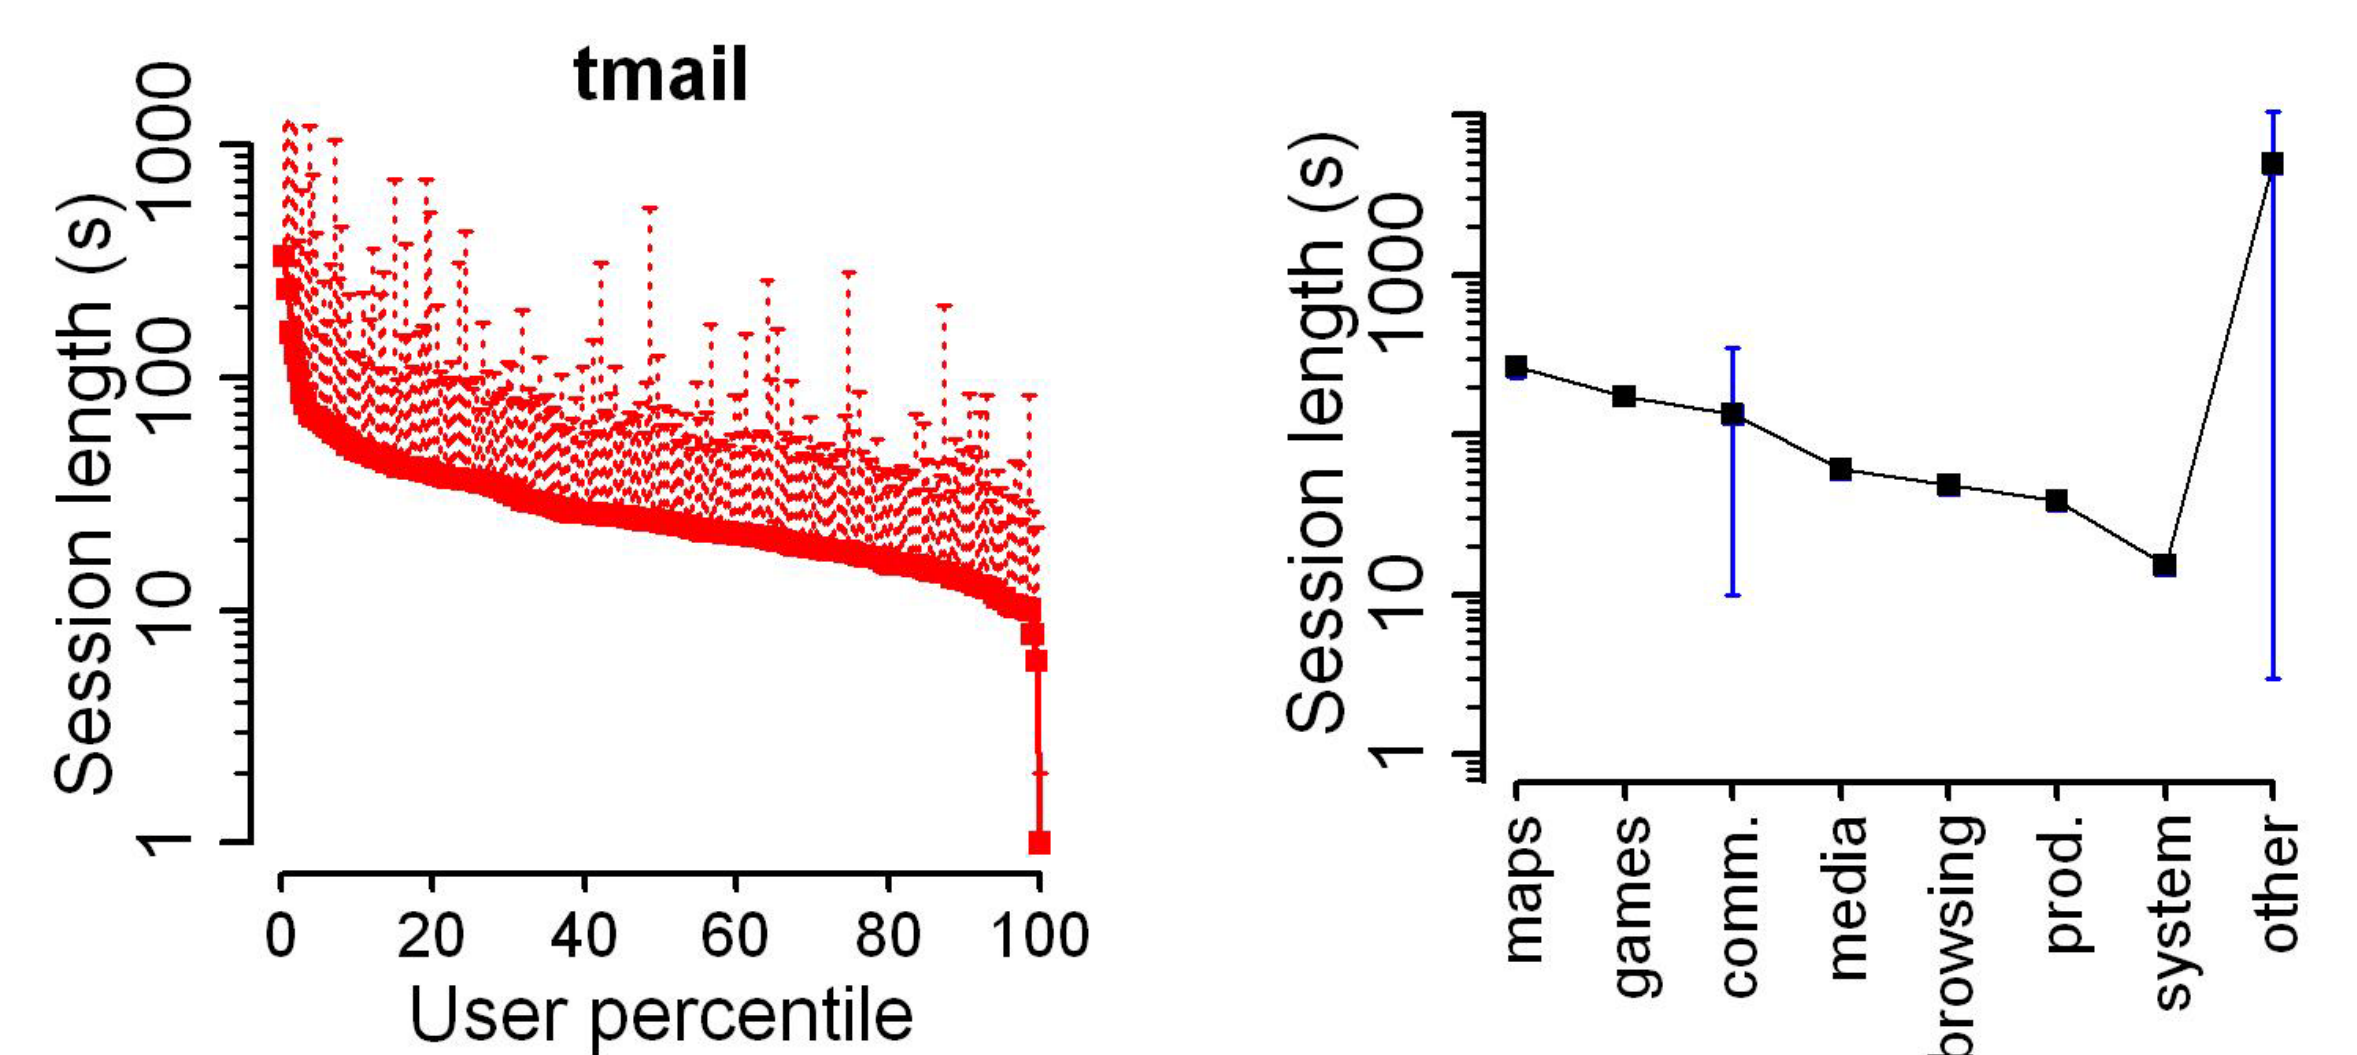 tmail
Session length (s)
1000
100
10
1
0 20 40 60 80 100
User percentile
Session length (s)
1000
10
1
maps
games
comm.
media
browsing
prod.
system
other